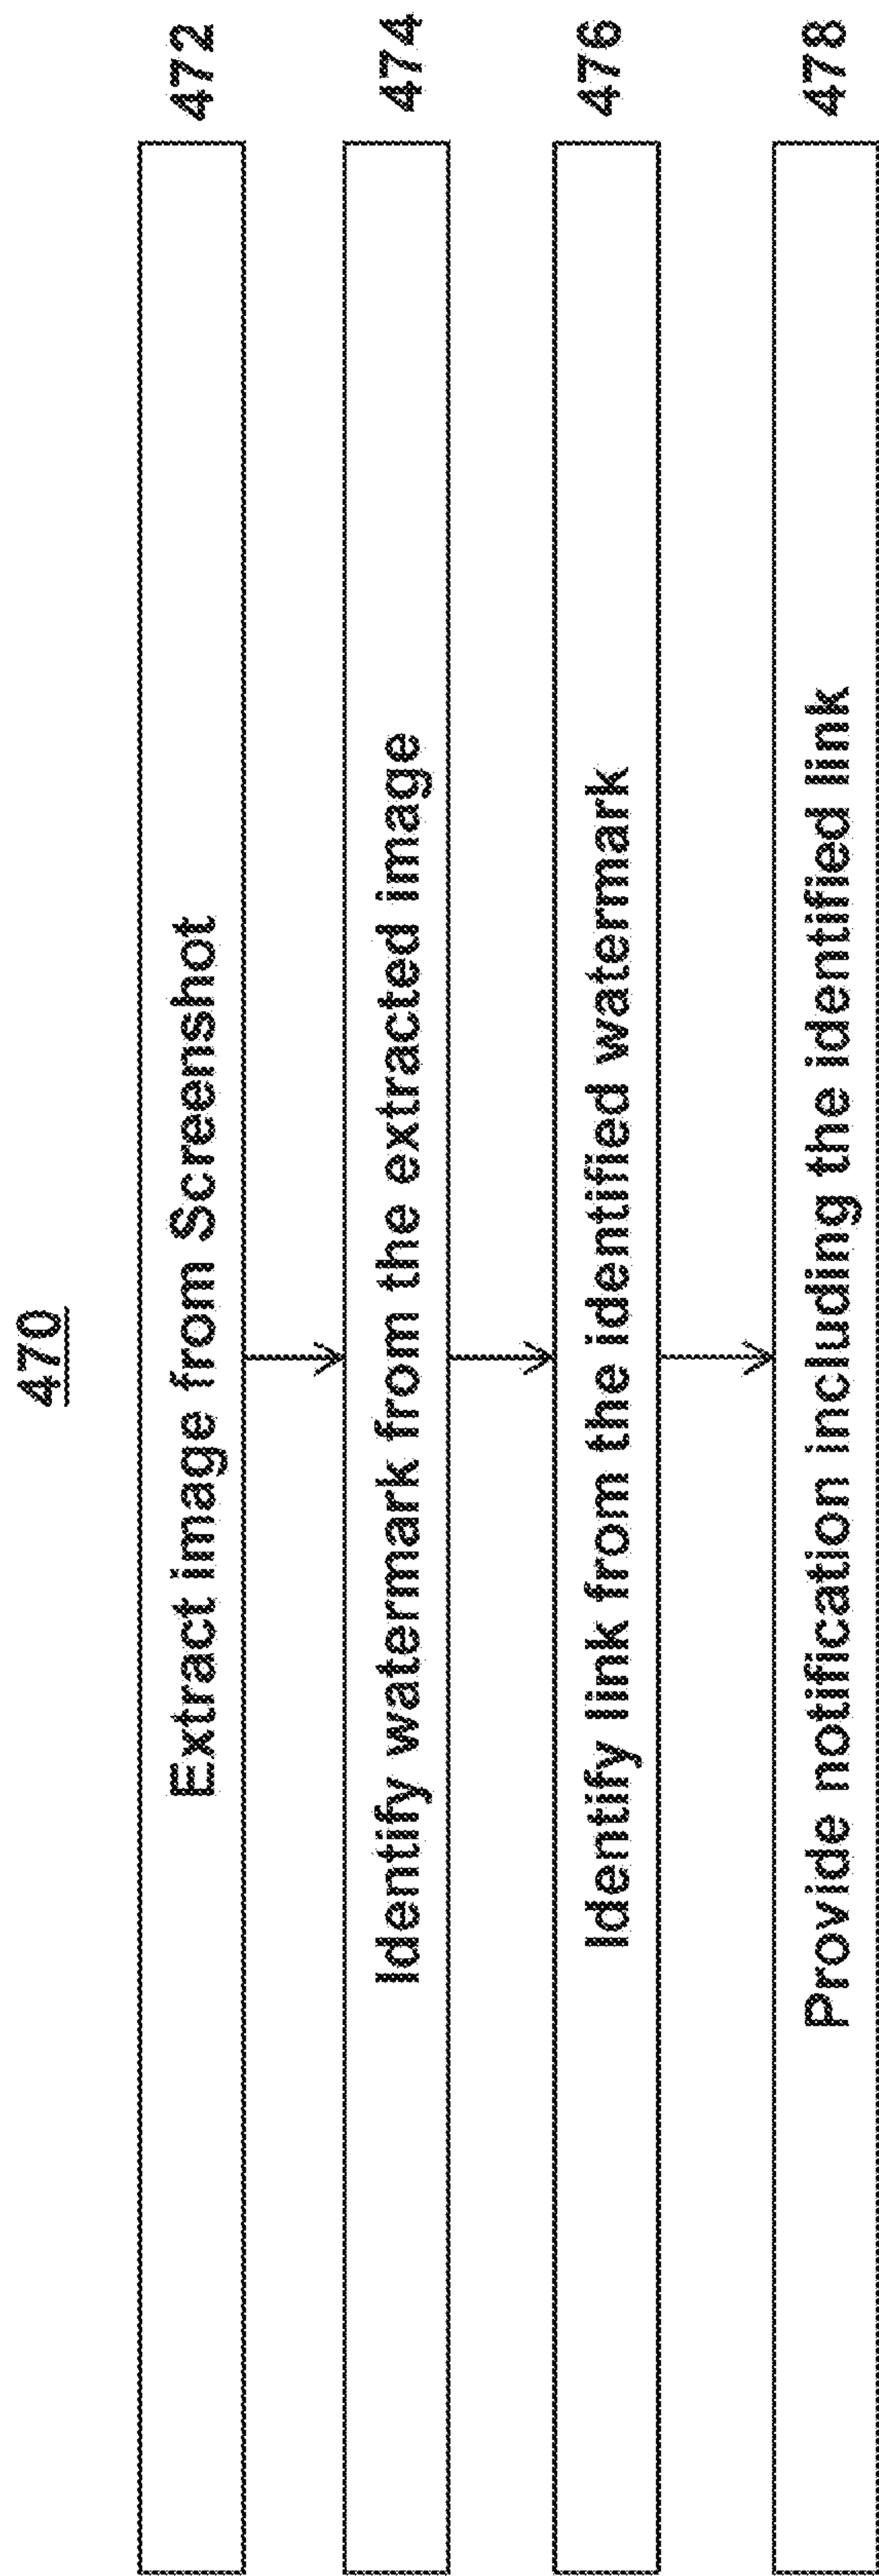 470
Extract image from Screenshot 472
Identify watermark from the extracted image 474
Identify link from the identified watermark 476
Provide notification including the identified link 478